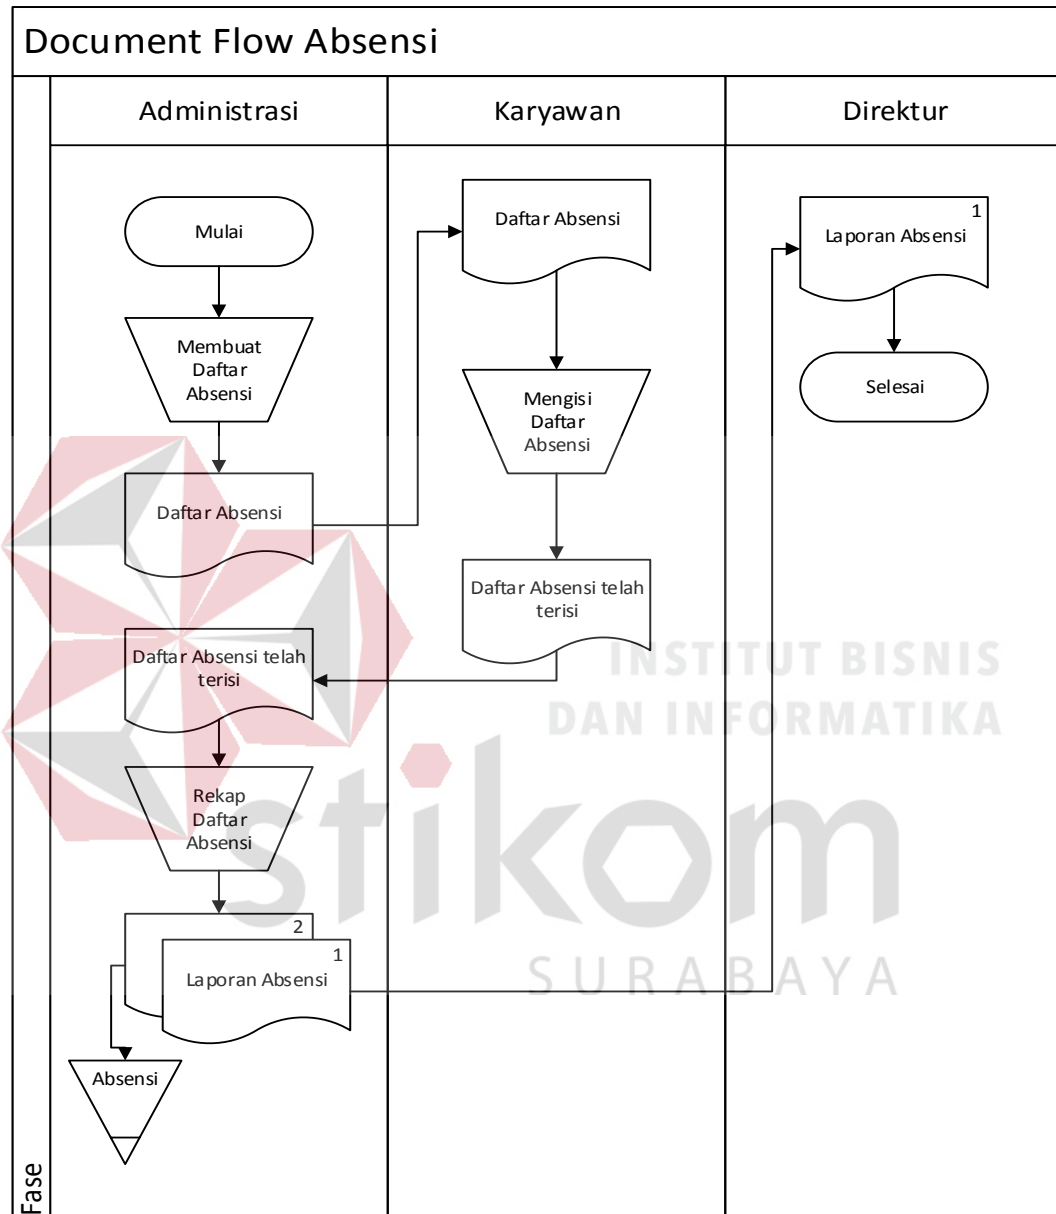 Document Flow Absensi
Administrasi
Karyawan
Direktur
Fase
Mulai
Membuat
Daftar
Absensi
Daftar Absensi
Daftar Absensi telah
terisi
Rekap
Daftar
Absensi
2
1
Laporan Absensi
Absensi
Daftar Absensi
Mengisi
Daftar
Absensi
Daftar Absensi telah
terisi
1
Laporan Absensi
Selesai
INSTITUT BISNIS
DAN INFORMATIKA
stikom
SURABAYA